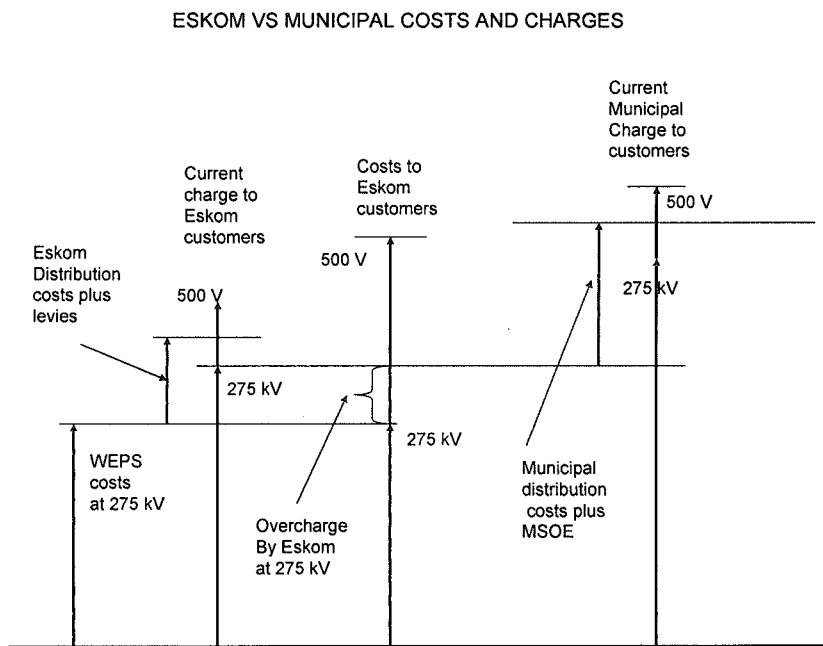 ESKOM VS MUNICIPAL COSTS AND CHARGES
Current
Municipal
Charge to
customers
500 V
275 kV
Costs to
Eskom
customers
500 V
275 kV
Current
charge to
Eskom
customers
500 V
275 kV
Eskom
Distribution
costs plus
levies
WEPS
costs
at 275 kV
Overcharge
By Eskom
at 275 kV
Municipal
distribution
costs plus
MSOE